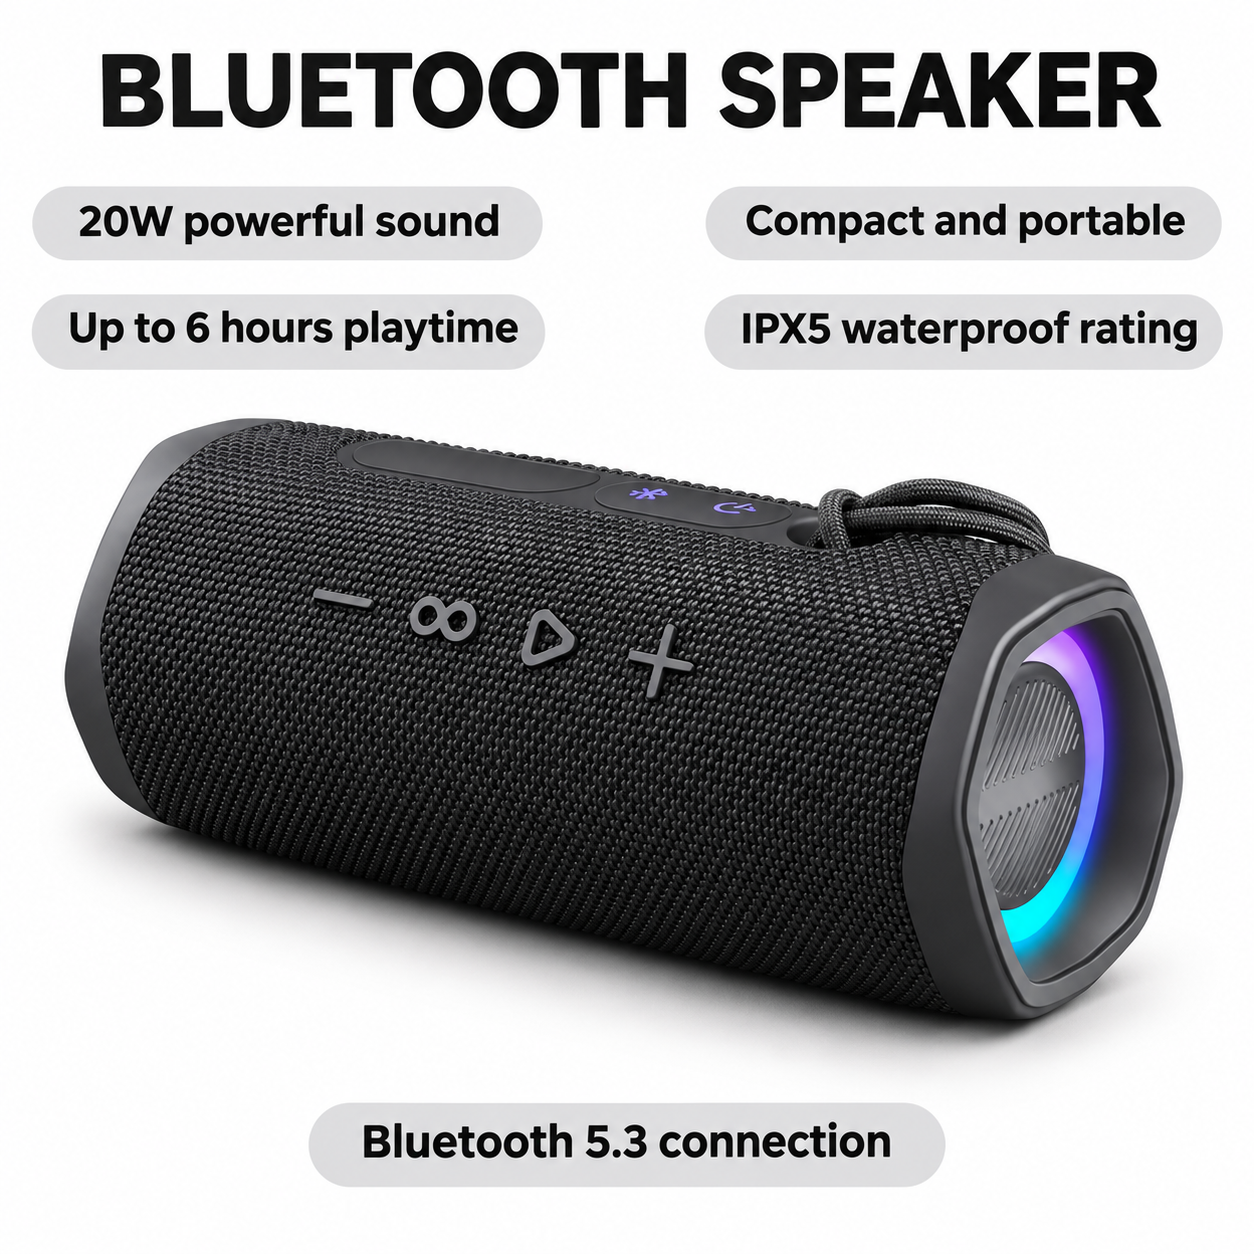 BLUETOOTH SPEAKER
20W powerful sound
Compact and portable
Up to 6 hours playtime
IPX5 waterproof rating
Bluetooth 5.3 connection